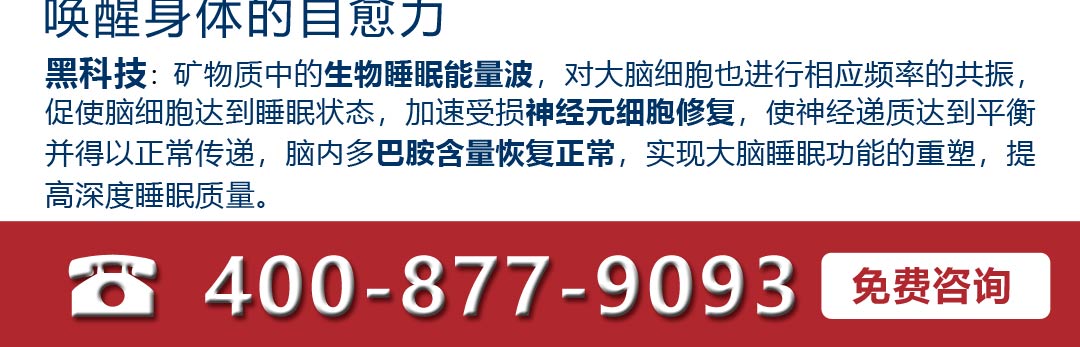 唤醒身体的自愈力
黑科技：矿物质中的生物睡眠能量波，对大脑细胞也进行相应频率的共振，
促使脑细胞达到睡眠状态，加速受损神经元细胞修复，使神经递质达到平衡
并得以正常传递，脑内多巴胺含量恢复正常，实现大脑睡眠功能的重塑，提
高深度睡眠质量。
400-877-9093 免费咨询